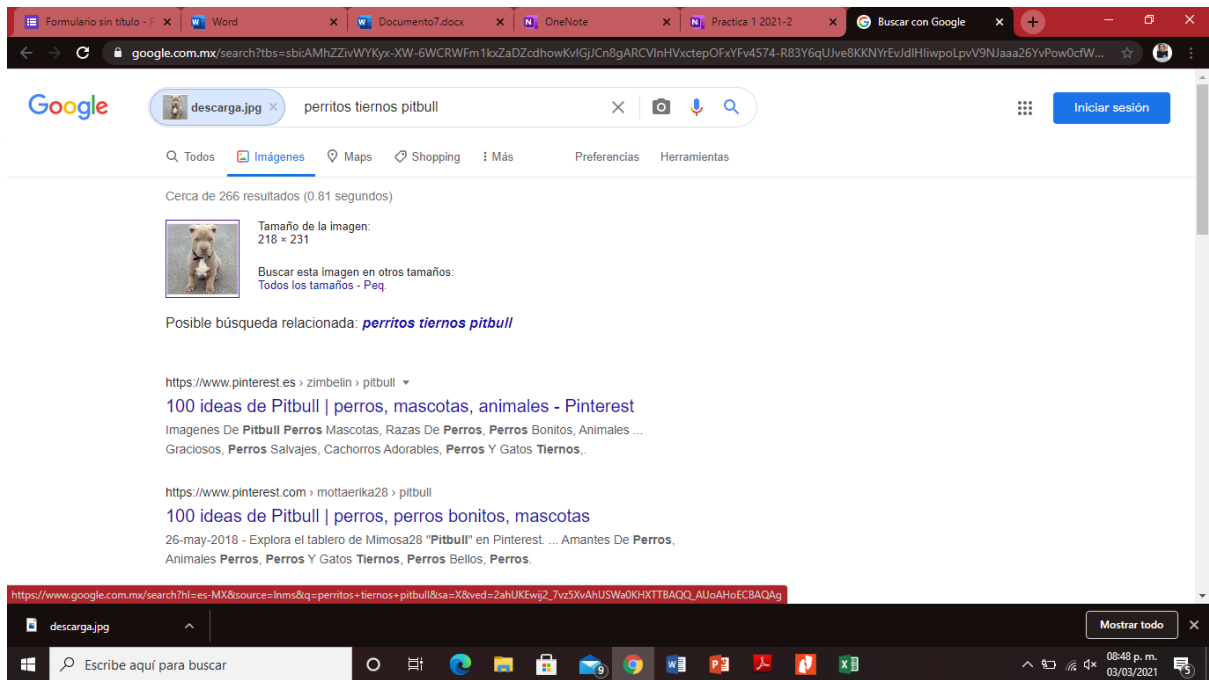 Formulario sin título - F
Word
Documento7.docx
OneNote
Practica 1 2021-2
Buscar con Google
google.com.mx/search?tbs=sbi:AMhZZivWYKyx-XW-6WCRWFm1kxZaDZcdhowKvIGjJCn8gARCVInHVxctepOFxYFv4574-R83Y6qUJve8KKNYrEvJdIHIiwpoLpvV9NJaaa26YvPow0cfW...
Google
descarga.jpg
perritos tiernos pitbull
Iniciar sesión
Todos
Imágenes
Maps
Shopping
Más
Preferencias
Herramientas
Cerca de 266 resultados (0.81 segundos)
Tamaño de la imagen:
218 × 231
Buscar esta imagen en otros tamaños:
Todos los tamaños - Peq.
Posible búsqueda relacionada: perritos tiernos pitbull
https://www.pinterest.es › zimbelin › pitbull
100 ideas de Pitbull | perros, mascotas, animales - Pinterest
Imagenes De Pitbull Perros Mascotas, Razas De Perros, Perros Bonitos, Animales ...
Graciosos, Perros Salvajes, Cachorros Adorables, Perros Y Gatos Tiernos,.
https://www.pinterest.com › mottaerika28 › pitbull
100 ideas de Pitbull | perros, perros bonitos, mascotas
26-may-2018 - Explora el tablero de Mimosa28 "Pitbull" en Pinterest. ... Amantes De Perros,
Animales Perros, Perros Y Gatos Tiernos, Perros Bellos, Perros.
https://www.google.com.mx/search?hl=es-MX&source=lnms&q=perritos+tiernos+pitbull&sa=X&ved=2ahUKEwij2_7vz5XvAhUSWa0KHXTTBAQQ_AUoAHoECBAQAg
descarga.jpg
Mostrar todo
Escribe aquí para buscar
9
08:48 p. m.
03/03/2021
5